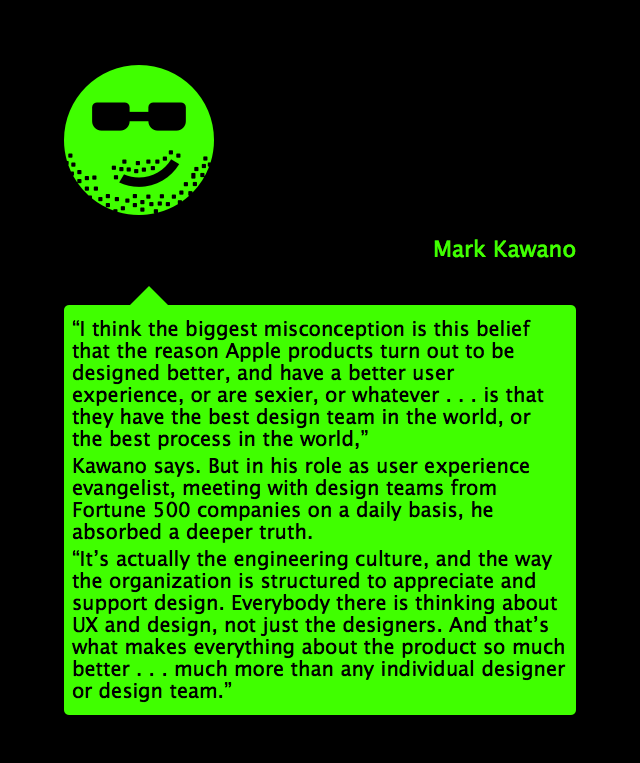 Mark Kawano
“I think the biggest misconception is this belief
that the reason Apple products turn out to be
designed better, and have a better user
experience, or are sexier, or whatever . . . is that
they have the best design team in the world, or
the best process in the world,”
Kawano says. But in his role as user experience
evangelist, meeting with design teams from
Fortune 500 companies on a daily basis, he
absorbed a deeper truth.
“It’s actually the engineering culture, and the way
the organization is structured to appreciate and
support design. Everybody there is thinking about
UX and design, not just the designers. And that’s
what makes everything about the product so much
better . . . much more than any individual designer
or design team.”